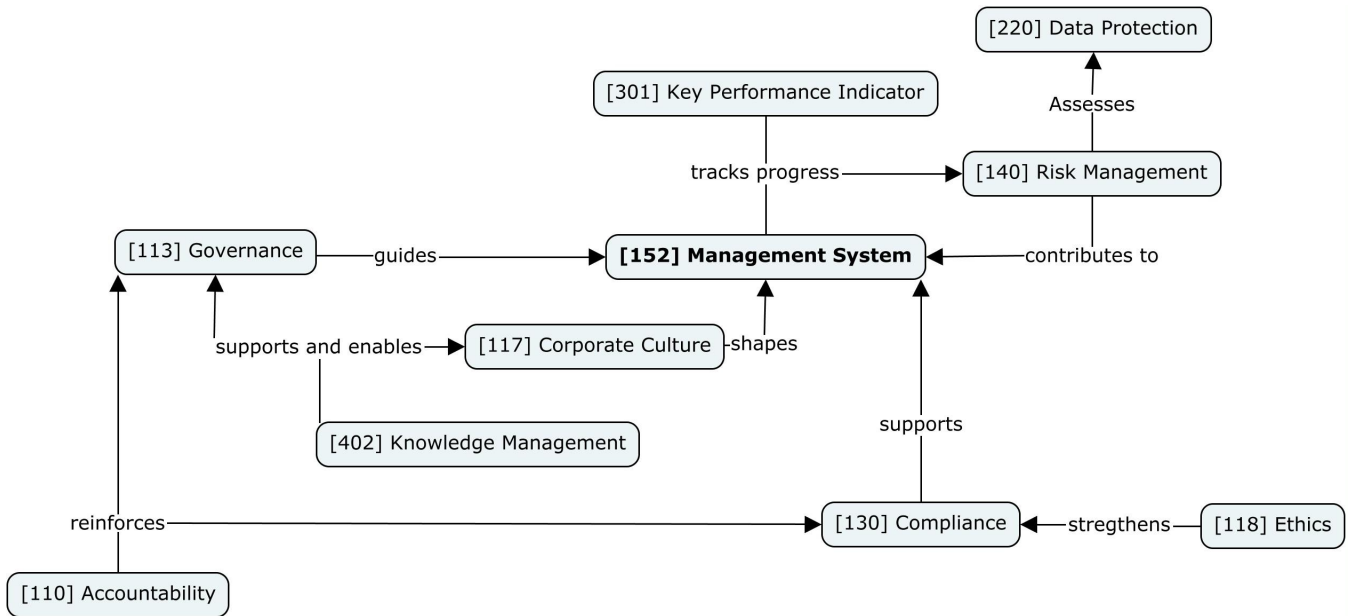 [220] Data Protection
[301] Key Performance Indicator
Assesses
tracks progress
[140] Risk Management
[113] Governance
guides
[152] Management System
contributes to
supports and enables
[117] Corporate Culture
shapes
[402] Knowledge Management
supports
reinforces
[130] Compliance
stregthens
[118] Ethics
[110] Accountability